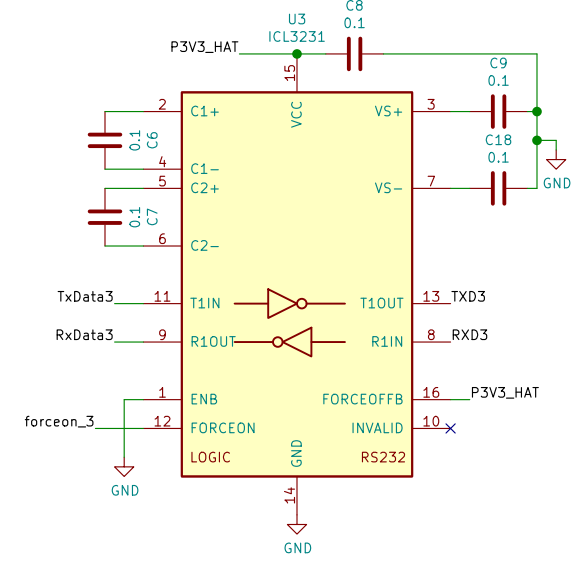 C8
0.1
U3
ICL3231
P3V3_HAT
15
VCC
C9
0.1
2
C1+
VS+
3
0.1
C6
C18
0.1
4
C1-
5
C2+
VS-
7
GND
0.1
C7
6
C2-
TxData3
11
T1IN
T1OUT
13
TXD3
RxData3
9
R1OUT
R1IN
8
RXD3
1
ENB
FORCEOFFB
16
P3V3_HAT
forceon_3
12
FORCEON
INVALID
10
LOGIC
GND
RS232
GND
14
GND